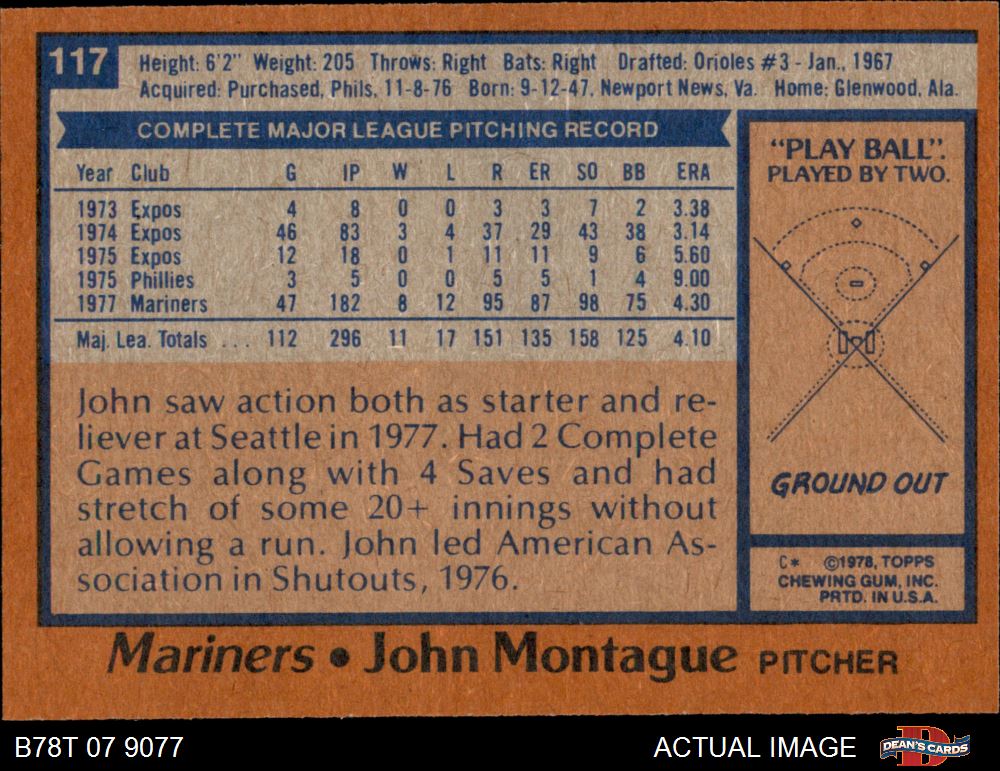 117
Height: 6'2" Weight: 205 Throws: Right Bats: Right Drafted: Orioles #3 - Jan., 1967
Acquired: Purchased, Phils, 11-8-76 Born: 9-12-47, Newport News, Va. Home: Glenwood, Ala.
COMPLETE MAJOR LEAGUE PITCHING RECORD
Year Club G IP W L R ER SO BB ERA
1973 Expos 4 8 0 0 3 3 7 2 3.38
1974 Expos 46 83 3 4 37 29 43 38 3.14
1975 Expos 12 18 0 1 11 11 9 6 5.60
1975 Phillies 3 5 0 0 5 5 1 4 9.00
1977 Mariners 47 182 8 12 95 87 98 75 4.30
Maj. Lea. Totals ... 112 296 11 17 151 135 158 125 4.10
John saw action both as starter and re-
liever at Seattle in 1977. Had 2 Complete
Games along with 4 Saves and had
stretch of some 20+ innings without
allowing a run. John led American As-
sociation in Shutouts, 1976.
"PLAY BALL".
PLAYED BY TWO.
GROUND OUT
C* ©1978, TOPPS
CHEWING GUM, INC.
PRTD. IN U.S.A.
Mariners • John Montague PITCHER
B78T 07 9077
ACTUAL IMAGE
DEAN'S CARDS